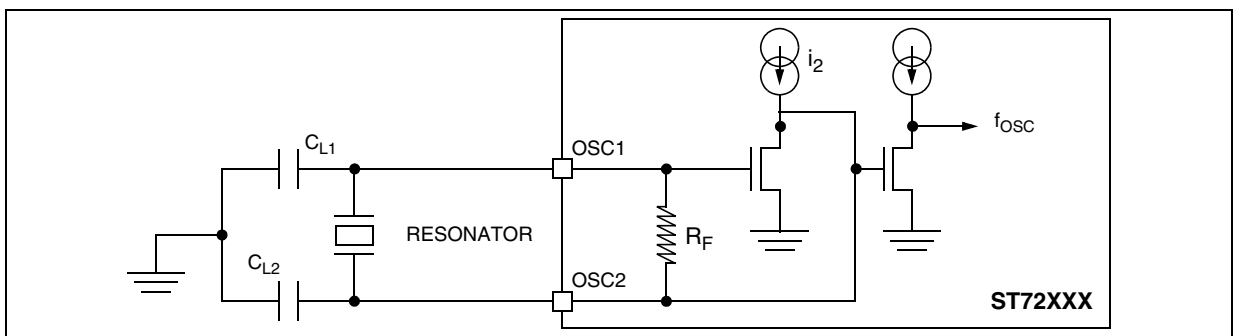 i2
fOSC
CL1
OSC1
RESONATOR
RF
CL2
OSC2
ST72XXX